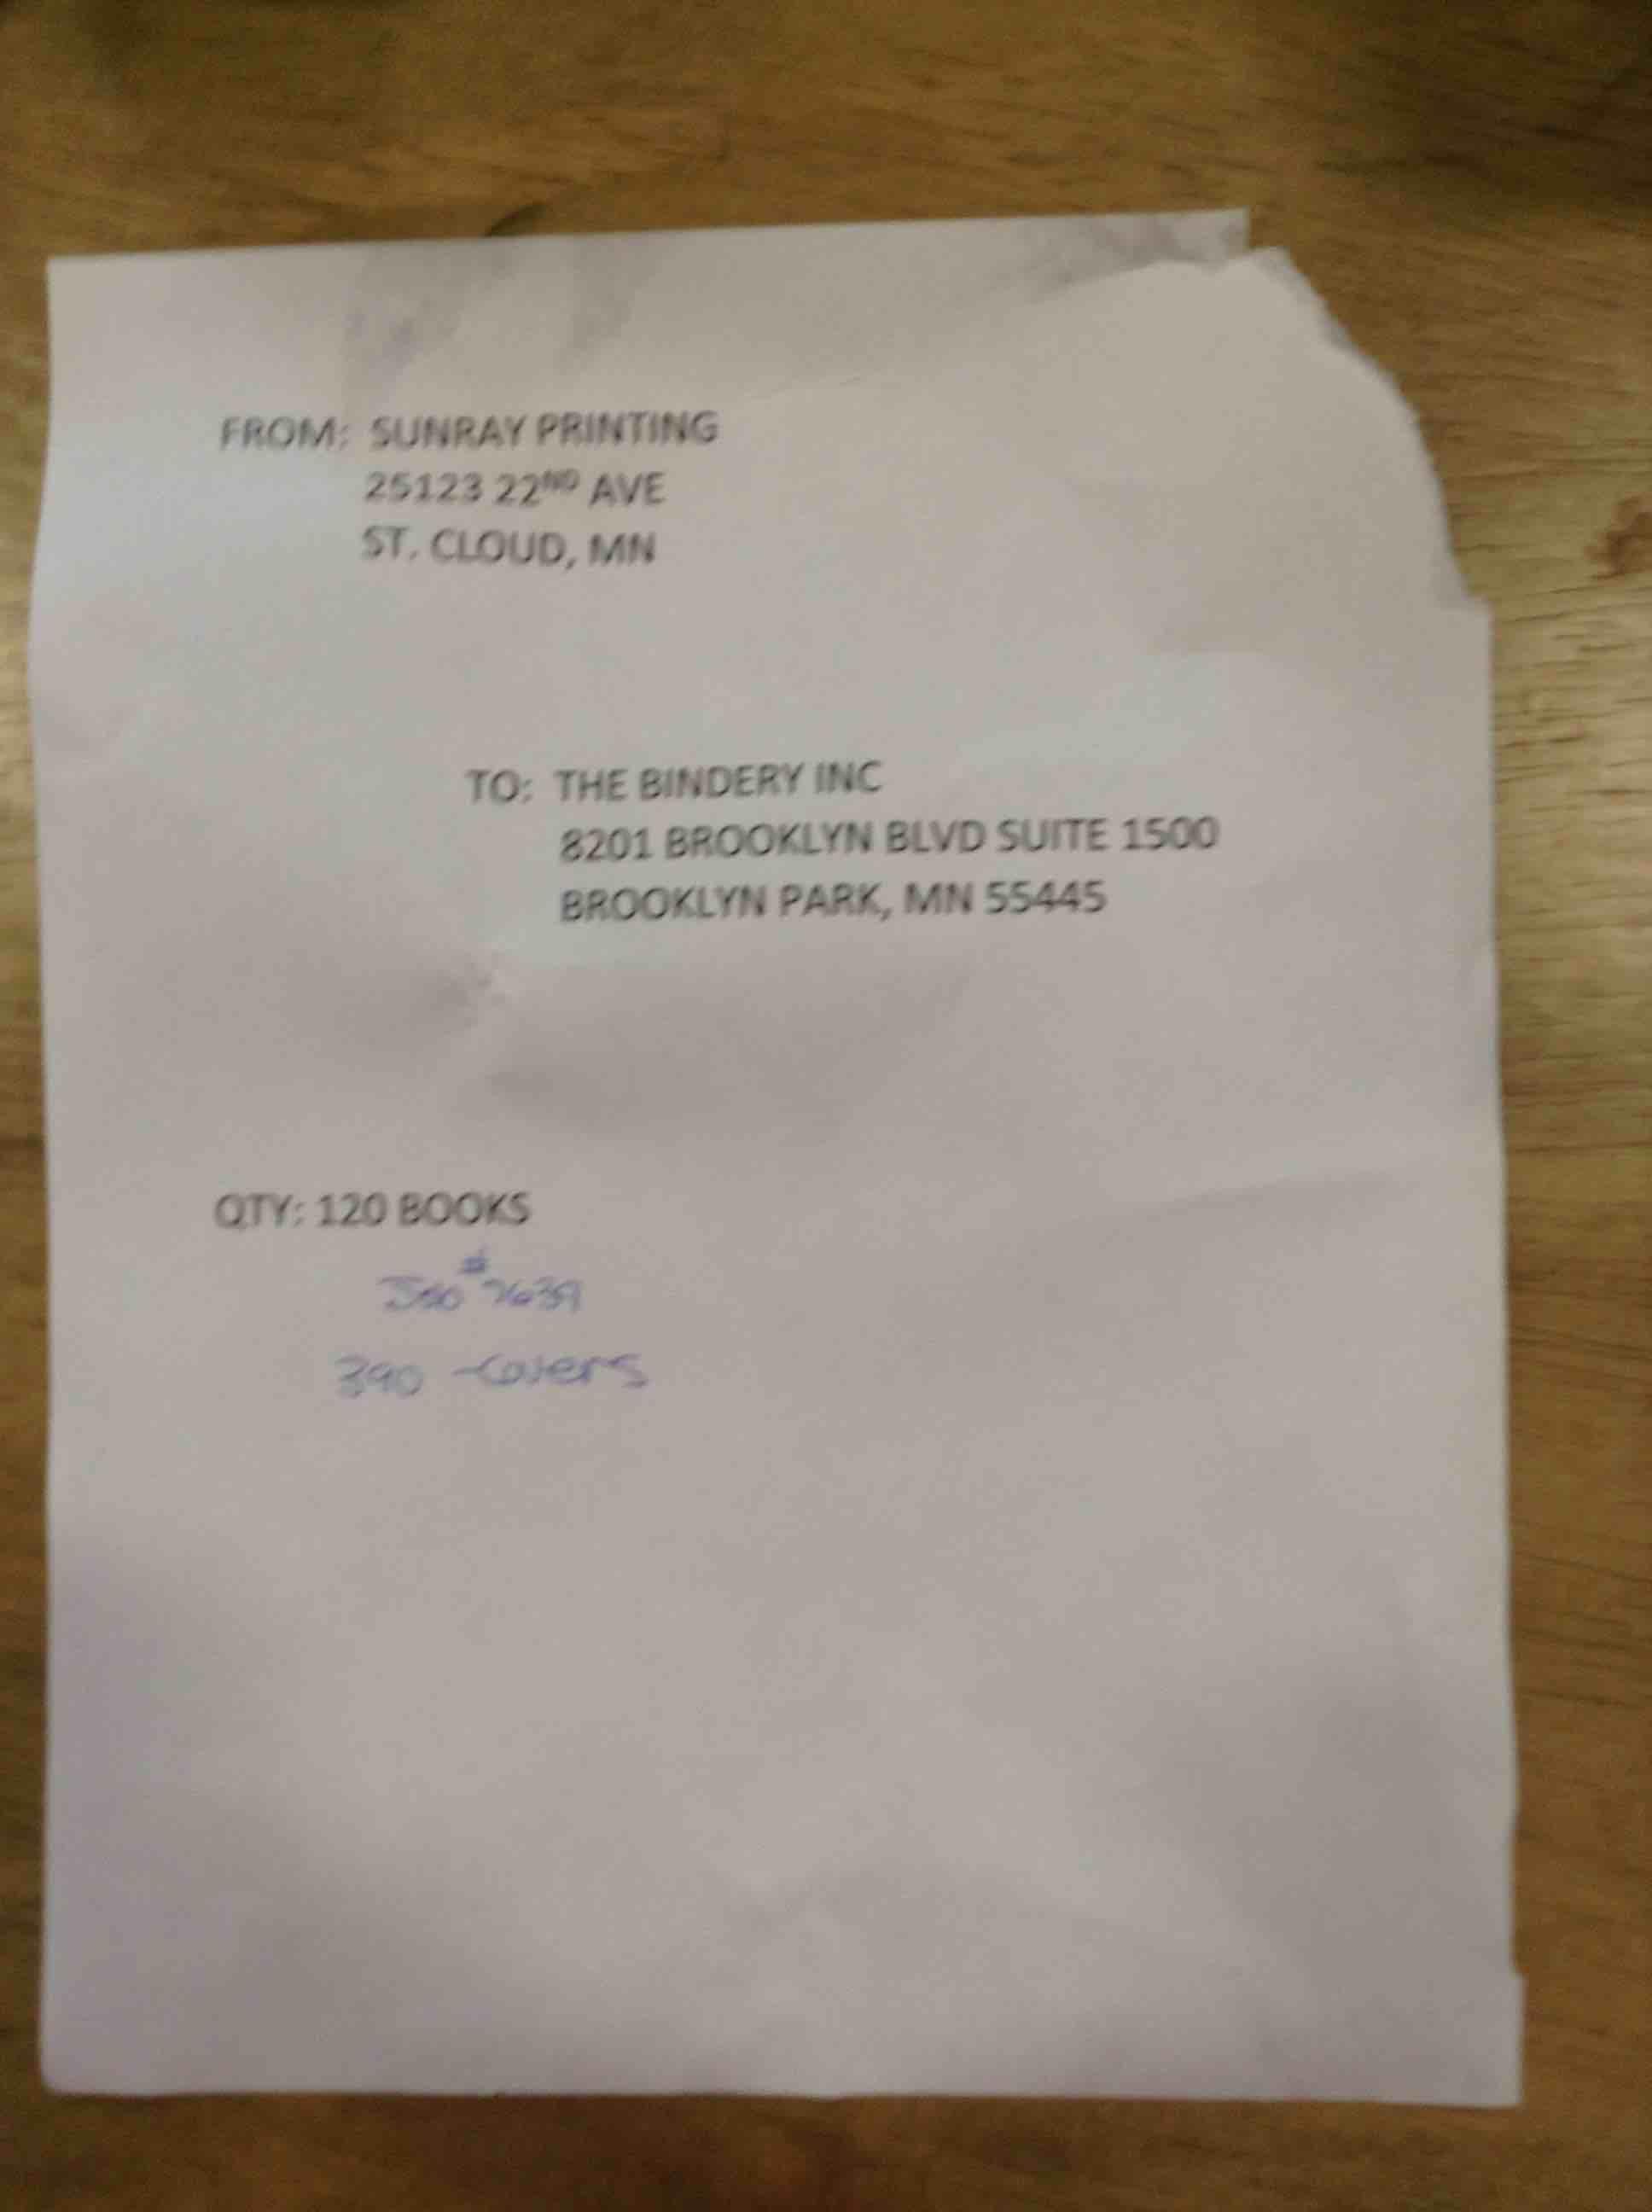 FROM: SUNRAY PRINTING
25123 22ND AVE
ST. CLOUD, MN
TO: THE BINDERY INC
8201 BROOKLYN BLVD SUITE 1500
BROOKLYN PARK, MN 55445
QTY: 120 BOOKS
#
390 -Covers